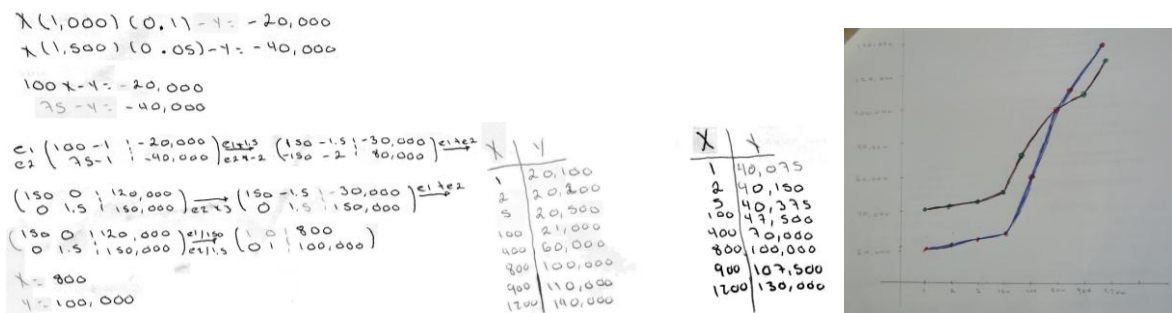 X(1,000) (0.1) - Y = -20,000
X(1,500) (0.05) - Y = -40,000
100 X - Y = -20,000
75 - Y = -40,000
e1 (100 -1 ¦ -20,000) e1*1.5 (150 -1.5 ¦ -30,000) e1+e2
e2 (75 -1 ¦ -40,000) e2*-2 (-150 -2 ¦ 80,000)
(150 0 ¦ 120,000) (150 -1.5 ¦ -30,000) e1+e2
(0 1.5 ¦ 150,000) e2*3 (0 1.5 ¦ 150,000)
(150 0 ¦ 120,000) e1/150 (1 0 ¦ 800)
(0 1.5 ¦ 150,000) e2/1.5 (0 1 ¦ 100,000)
X = 800
Y = 100,000
X Y
1 20,100
2 20,200
5 20,500
100 21,000
400 60,000
800 100,000
900 110,000
1200 140,000
X Y
1 40,075
2 40,150
5 40,375
100 47,500
400 70,000
800 100,000
900 107,500
1200 130,000